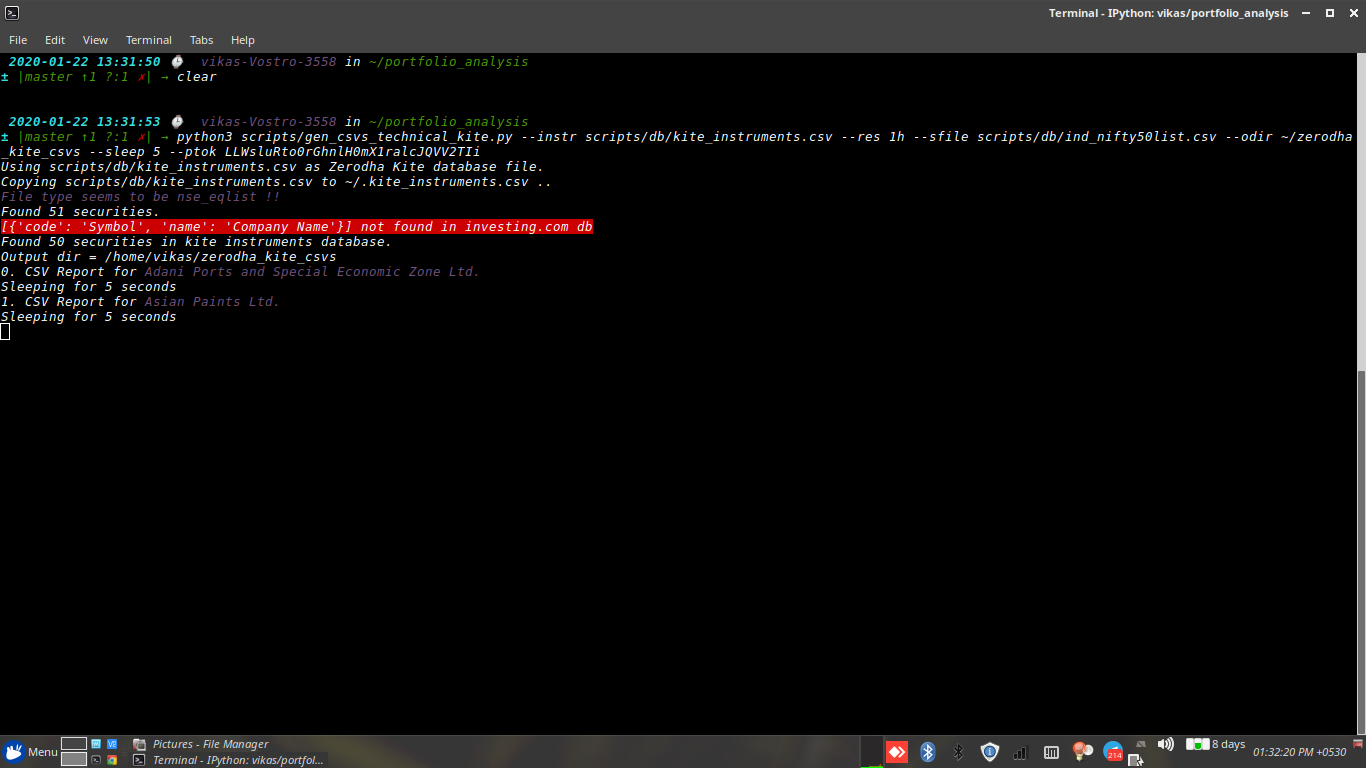 Terminal - IPython: vikas/portfolio_analysis
File Edit View Terminal Tabs Help
2020-01-22 13:31:50 ⌚ vikas-Vostro-3558 in ~/portfolio_analysis
± |master ↑1 ?:1 ✗| → clear
2020-01-22 13:31:53 ⌚ vikas-Vostro-3558 in ~/portfolio_analysis
± |master ↑1 ?:1 ✗| → python3 scripts/gen_csvs_technical_kite.py --instr scripts/db/kite_instruments.csv --res 1h --sfile scripts/db/ind_nifty50list.csv --odir ~/zerodha
_kite_csvs --sleep 5 --ptok LLWsluRto0rGhnlH0mX1ralcJQVV2TIi
Using scripts/db/kite_instruments.csv as Zerodha Kite database file.
Copying scripts/db/kite_instruments.csv to ~/.kite_instruments.csv ..
File type seems to be nse_eqlist !!
Found 51 securities.
[{'code': 'Symbol', 'name': 'Company Name'}] not found in investing.com db
Found 50 securities in kite instruments database.
Output dir = /home/vikas/zerodha_kite_csvs
0. CSV Report for Adani Ports and Special Economic Zone Ltd.
Sleeping for 5 seconds
1. CSV Report for Asian Paints Ltd.
Sleeping for 5 seconds
Menu
Pictures - File Manager
Terminal - IPython: vikas/portfol...
214
8 days
01:32:20 PM +0530